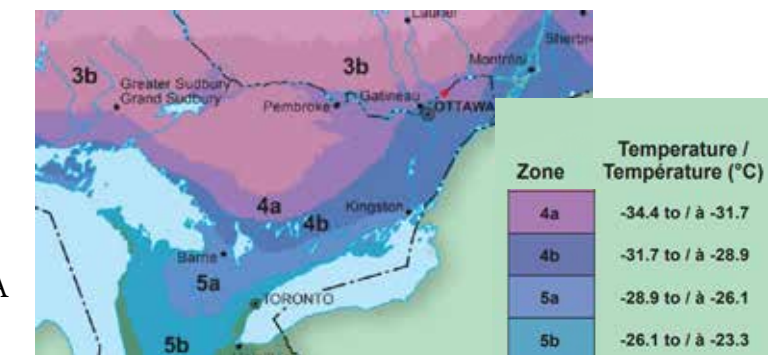 Laurier
Sherbr
Montréal
3b
3b
Greater Sudbury
Grand Sudbury
Pembroke
Gatineau
OTTAWA
4a
4b
Kingston
Barrie
5a
TORONTO
5b
A
Zone
Temperature /
Température (°C)
4a -34.4 to / à -31.7
4b -31.7 to / à -28.9
5a -28.9 to / à -26.1
5b -26.1 to / à -23.3